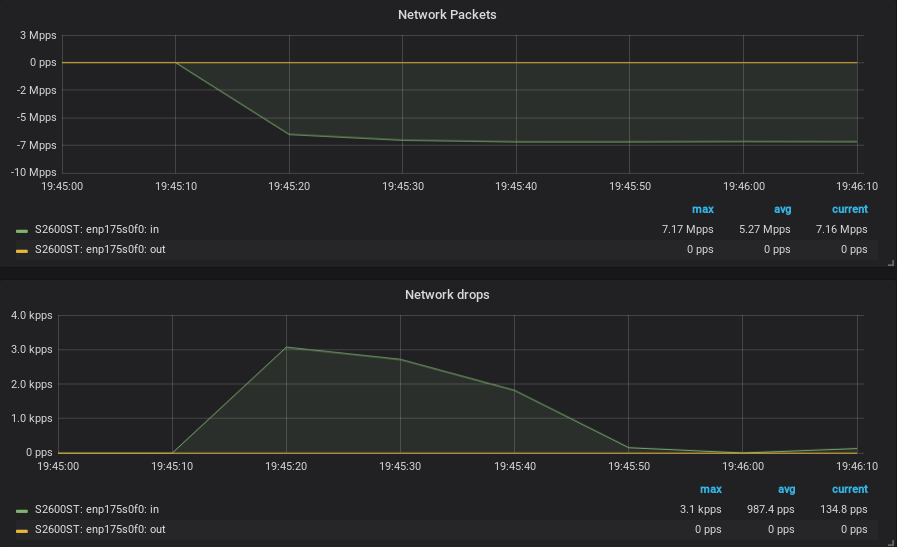 Network Packets
3 Mpps
0 pps
-2 Mpps
-5 Mpps
-7 Mpps
-10 Mpps
19:45:00 19:45:10 19:45:20 19:45:30 19:45:40 19:45:50 19:46:00 19:46:10
max avg current
S2600ST: enp175s0f0: in 7.17 Mpps 5.27 Mpps 7.16 Mpps
S2600ST: enp175s0f0: out 0 pps 0 pps 0 pps
Network drops
4.0 kpps
3.0 kpps
2.0 kpps
1.0 kpps
0 pps
19:45:00 19:45:10 19:45:20 19:45:30 19:45:40 19:45:50 19:46:00 19:46:10
max avg current
S2600ST: enp175s0f0: in 3.1 kpps 987.4 pps 134.8 pps
S2600ST: enp175s0f0: out 0 pps 0 pps 0 pps